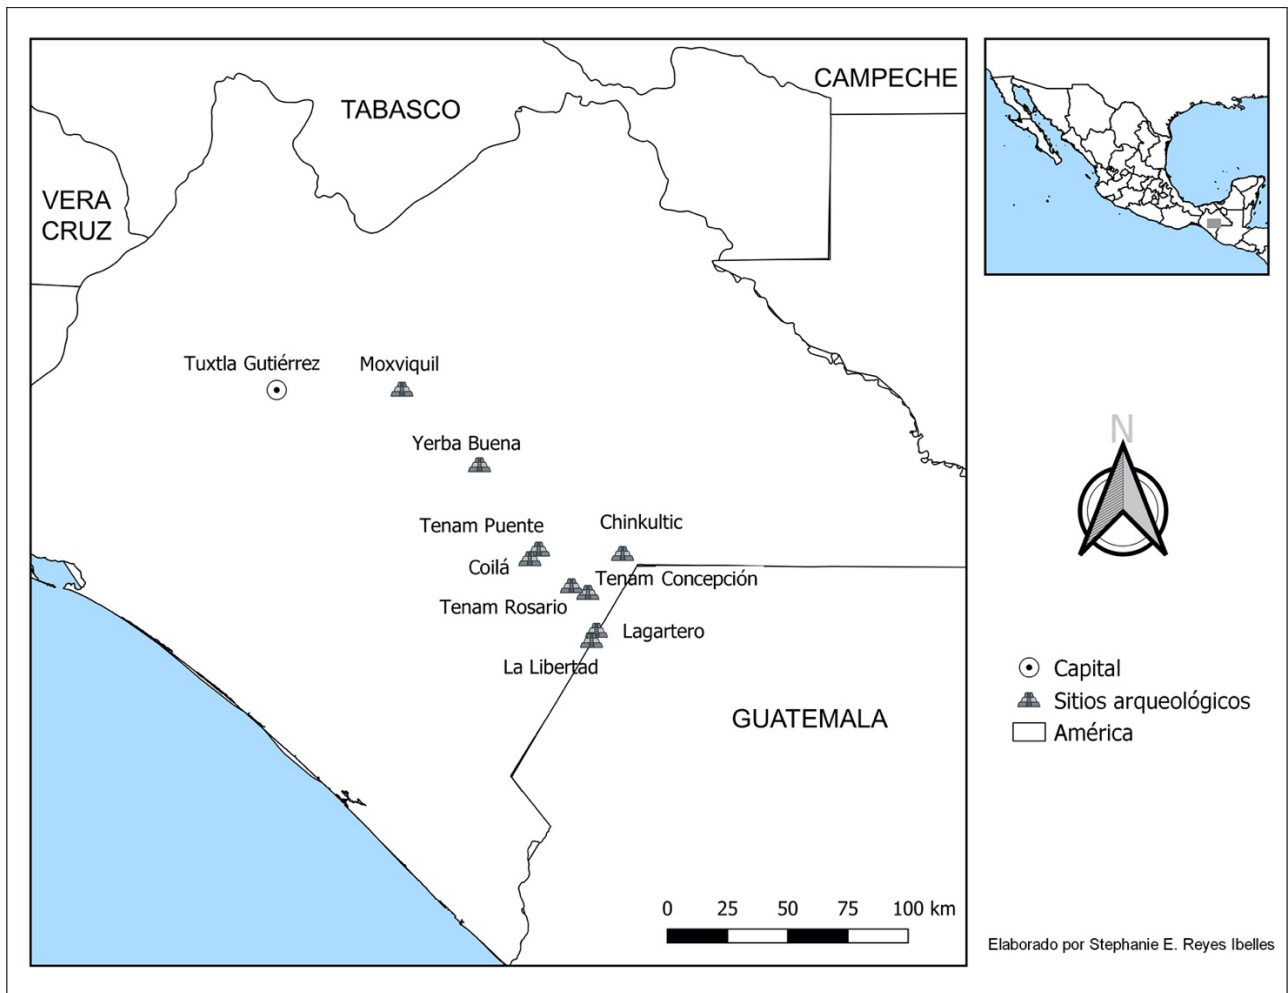 CAMPECHE
TABASCO
VERA
CRUZ
Tuxtla Gutiérrez
Moxviquil
Yerba Buena
Tenam Puente
Chinkultic
Coilá
Tenam Concepción
Tenam Rosario
Lagartero
La Libertad
GUATEMALA
0 25 50 75 100 km
N
Capital
Sitios arqueológicos
América
Elaborado por Stephanie E. Reyes Ibelles